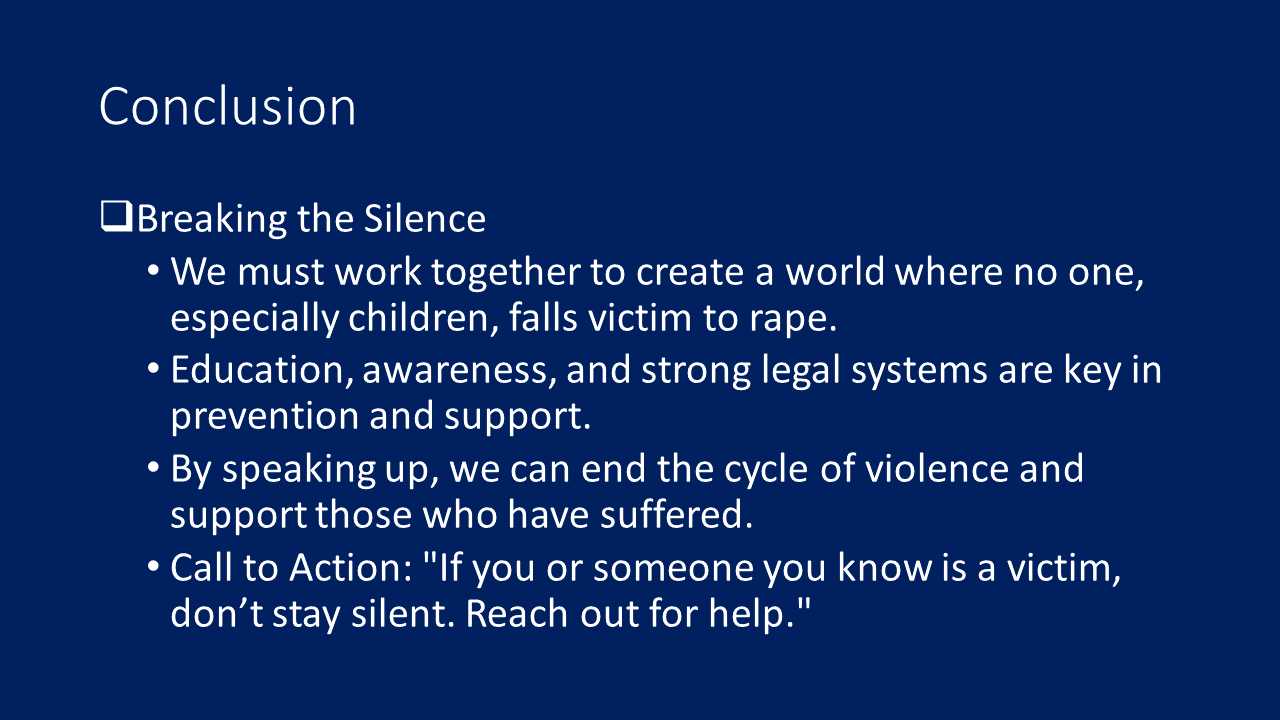 Conclusion
❑Breaking the Silence
• We must work together to create a world where no one,
especially children, falls victim to rape.
• Education, awareness, and strong legal systems are key in
prevention and support.
• By speaking up, we can end the cycle of violence and
support those who have suffered.
• Call to Action: "If you or someone you know is a victim,
don’t stay silent. Reach out for help."